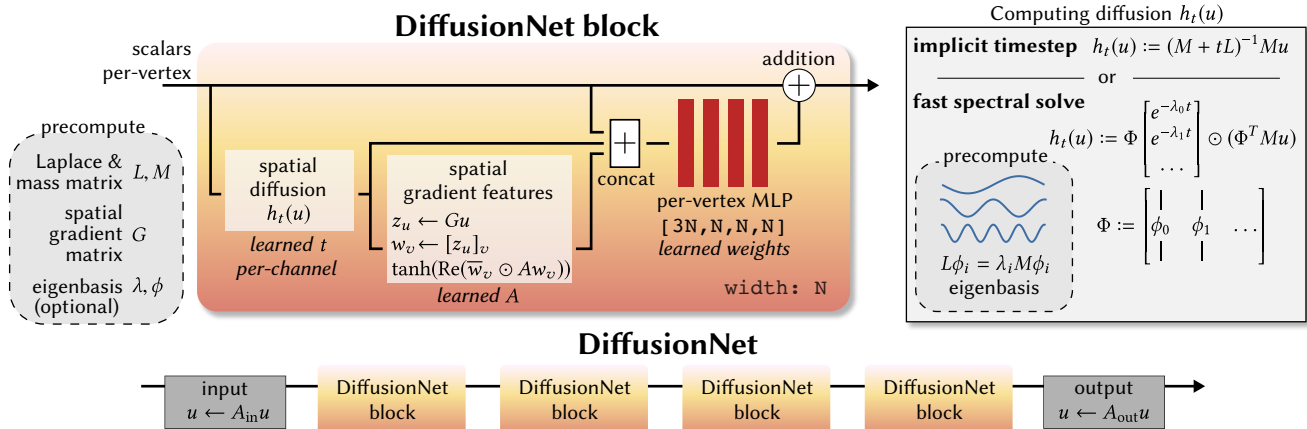 DiffusionNet block
scalars
per-vertex
addition
precompute
Laplace &
mass matrix L, M
spatial
gradient G
matrix
eigenbasis λ, ϕ
(optional)
spatial
diffusion
h_t(u)
learned t
per-channel
spatial
gradient features
z_u ← Gu
w_v ← [z_u]_v
tanh(Re(w̅_v ⊙ Aw_v))
learned A
+
concat
+
per-vertex MLP
[3N,N,N,N]
learned weights
width: N
Computing diffusion h_t(u)
implicit timestep h_t(u) := (M + tL)^{-1}Mu
or
fast spectral solve
h_t(u) := Φ [e^{-λ_0 t} e^{-λ_1 t} ...] ⊙ (Φ^T Mu)
precompute
Lϕ_i = λ_i Mϕ_i
eigenbasis
Φ := [ϕ_0 ϕ_1 ...]
DiffusionNet
input
u ← A_in u
DiffusionNet
block
DiffusionNet
block
DiffusionNet
block
DiffusionNet
block
output
u ← A_out u